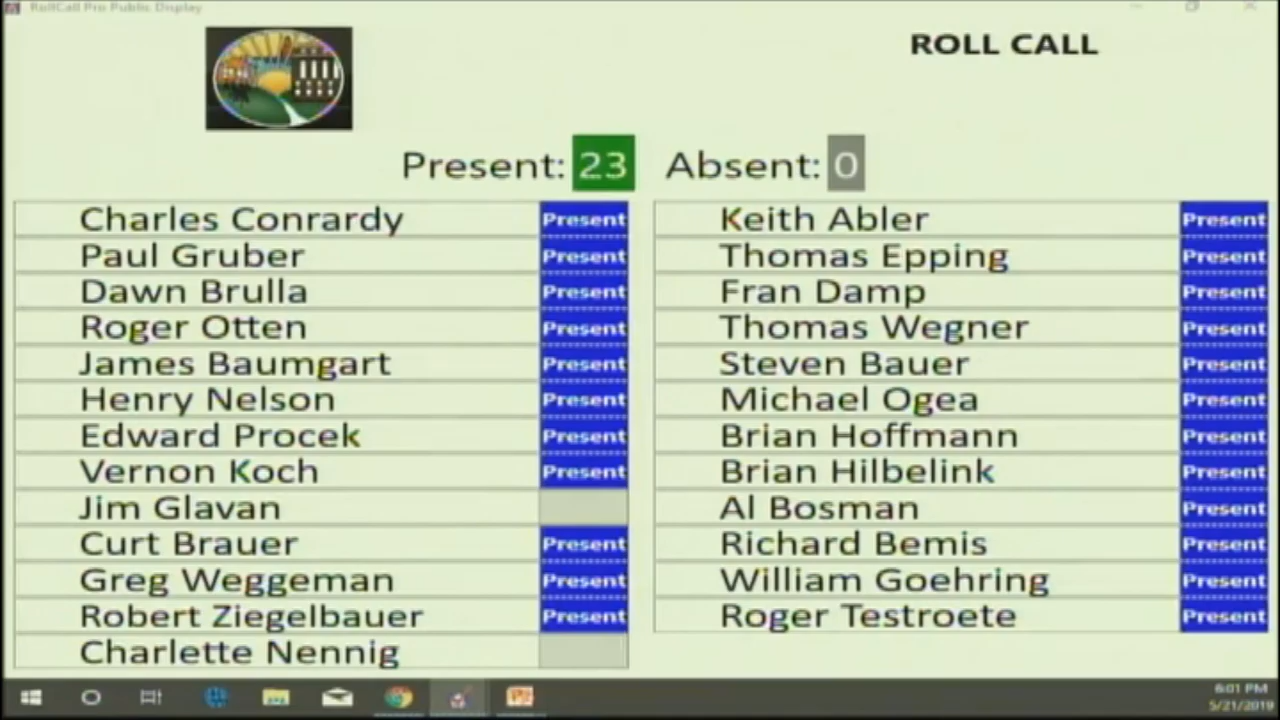 RollCall Pro Public Display
ROLL CALL
Present: 23 Absent: 0
Charles Conrardy Present
Paul Gruber Present
Dawn Brulla Present
Roger Otten Present
James Baumgart Present
Henry Nelson Present
Edward Procek Present
Vernon Koch Present
Jim Glavan
Curt Brauer Present
Greg Weggeman Present
Robert Ziegelbauer Present
Charlette Nennig
Keith Abler Present
Thomas Epping Present
Fran Damp Present
Thomas Wegner Present
Steven Bauer Present
Michael Ogea Present
Brian Hoffmann Present
Brian Hilbelink Present
Al Bosman Present
Richard Bemis Present
William Goehring Present
Roger Testroete Present
6:01 PM
5/21/2019